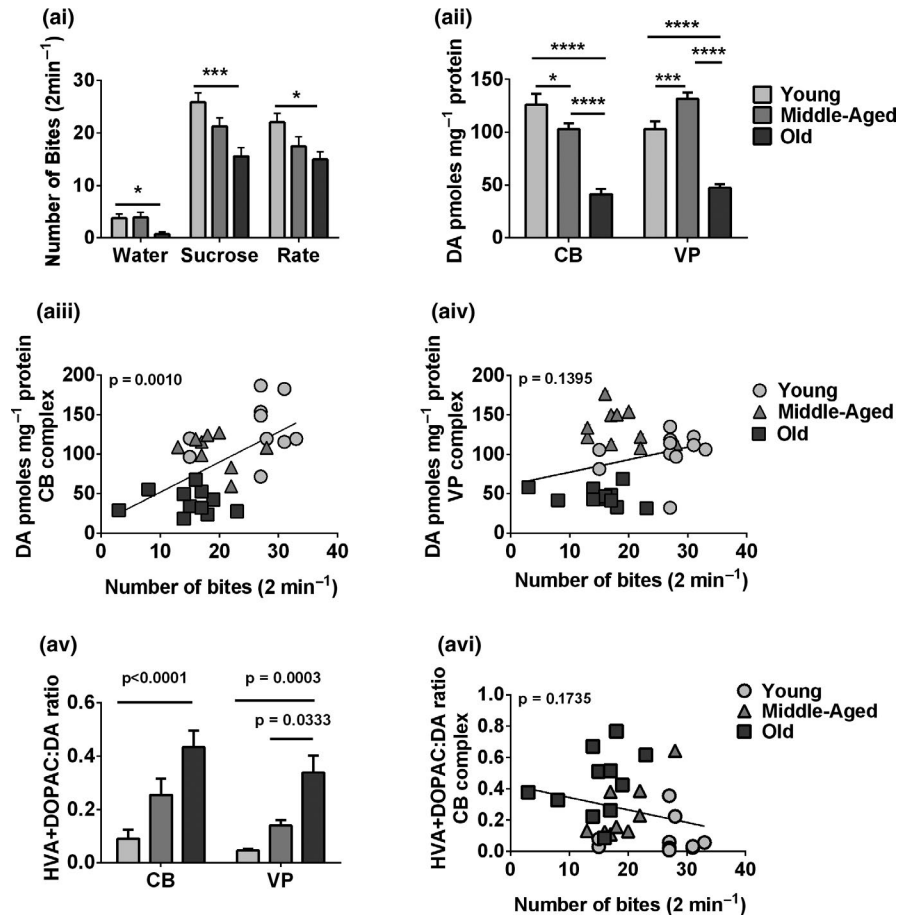 (ai)
Number of Bites (2min⁻¹)
30
20
10
0
*
***
*
Water Sucrose Rate
(aii)
DA pmoles mg⁻¹ protein
150
100
50
0
****
*
****
****
***
****
CB VP
Young
Middle-Aged
Old
(aiii)
DA pmoles mg⁻¹ protein
CB complex
200
150
100
50
0
p = 0.0010
0 10 20 30 40
Number of bites (2 min⁻¹)
(aiv)
DA pmoles mg⁻¹ protein
VP complex
200
150
100
50
0
p = 0.1395
0 10 20 30 40
Number of bites (2 min⁻¹)
Young
Middle-Aged
Old
(av)
HVA+DOPAC:DA ratio
0.6
0.4
0.2
0.0
p<0.0001
p = 0.0003
p = 0.0333
CB VP
(avi)
HVA+DOPAC:DA ratio
CB complex
1.0
0.8
0.6
0.4
0.2
0.0
p = 0.1735
0 10 20 30 40
Number of bites (2 min⁻¹)
Young
Middle-Aged
Old